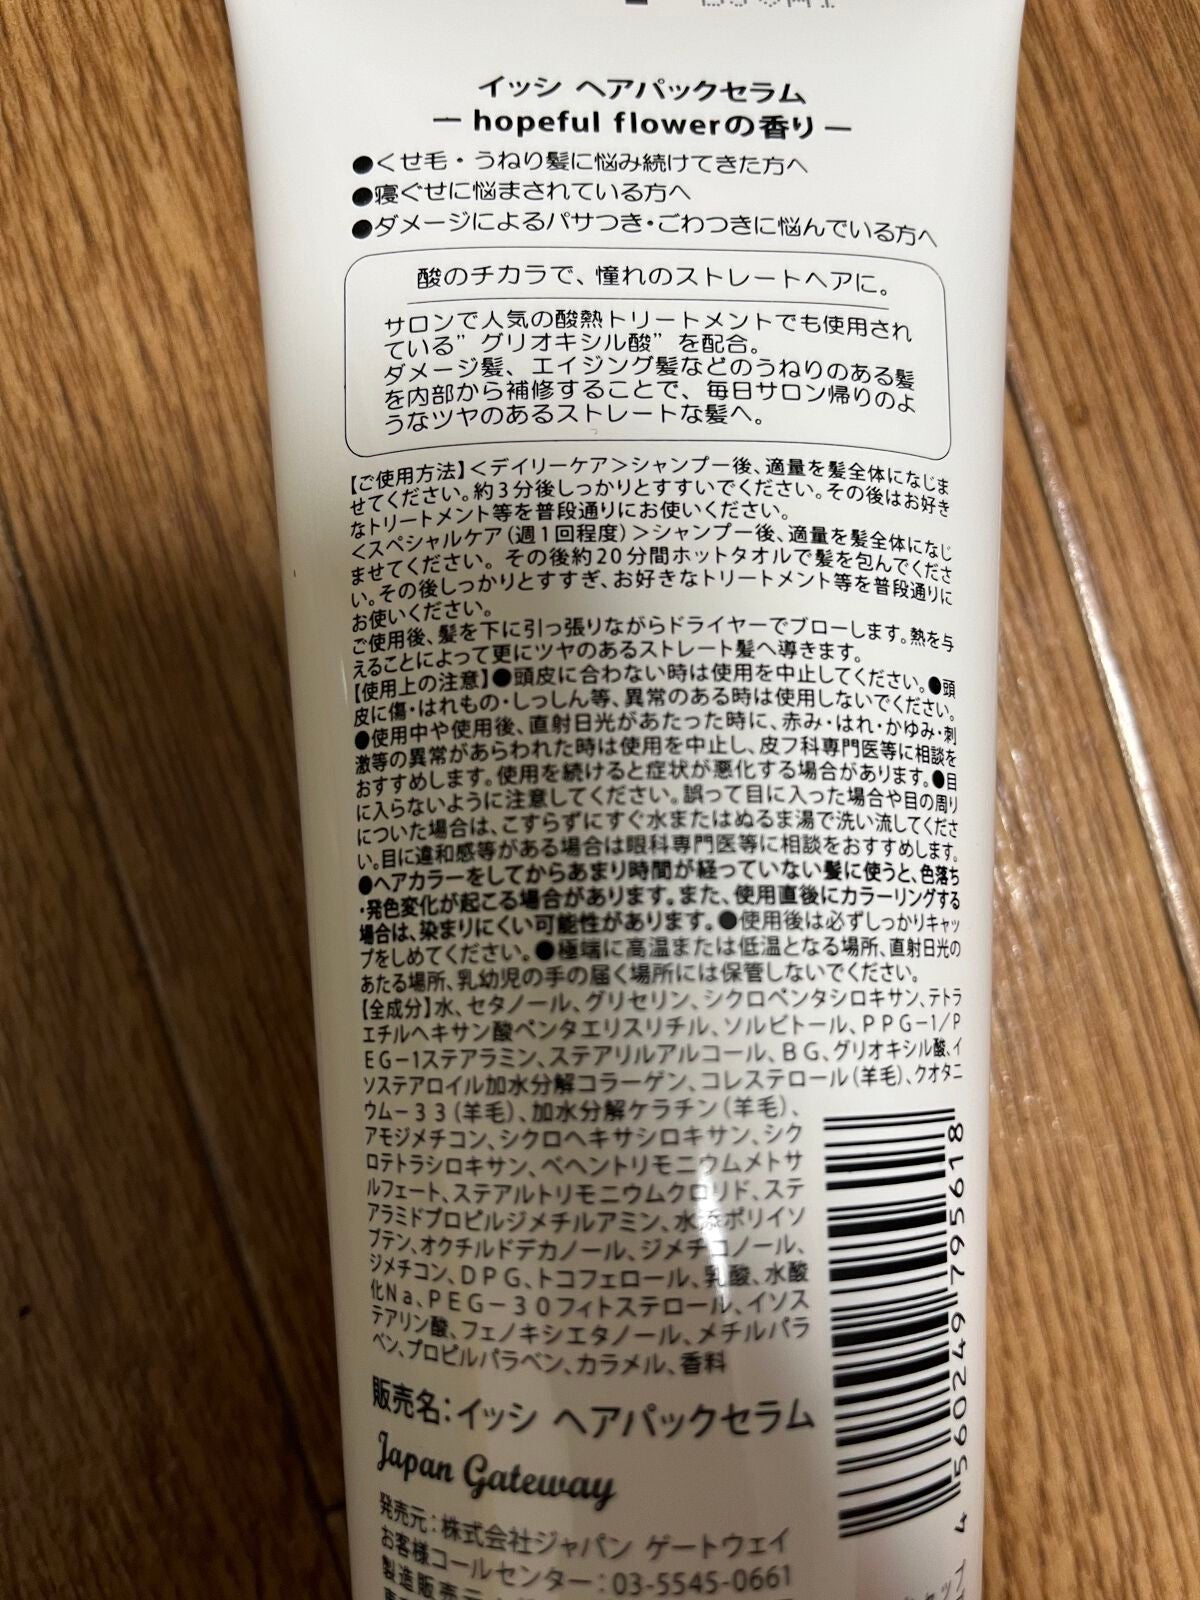 イッシ ヘアパックセラム
― hopeful flowerの香り ―
●くせ毛・うねり髪に悩み続けてきた方へ
●寝ぐせに悩まされている方へ
●ダメージによるパサつき・ごわつきに悩んでいる方へ
酸のチカラで、憧れのストレートヘアに。
サロンで人気の酸熱トリートメントでも使用され
ている”グリオキシル酸”を配合。
ダメージ髪、エイジング髪などのうねりのある髪
を内部から補修することで、毎日サロン帰りのよ
うなツヤのあるストレートな髪へ。
【ご使用方法】＜デイリーケア＞シャンプー後、適量を髪全体になじま
せてください。約3分後しっかりとすすいでください。その後はお好き
なトリートメント等を普段通りにお使いください。
＜スペシャルケア（週1回程度）＞シャンプー後、適量を髪全体になじ
ませてください。その後約20分間ホットタオルで髪を包んでくださ
い。その後しっかりとすすぎ、お好きなトリートメント等を普段通りに
お使いください。
ご使用後、髪を下に引っ張りながらドライヤーでブローします。熱を与
えることによって更にツヤのあるストレート髪へ導きます。
【使用上の注意】●頭皮に合わない時は使用を中止してください。●頭
皮に傷・はれもの・しっしん等、異常のある時は使用しないでください。
●使用中や使用後、直射日光があたった時に、赤み・はれ・かゆみ・刺
激等の異常があらわれた時は使用を中止し、皮フ科専門医等に相談を
おすすめします。使用を続けると症状が悪化する場合があります。●目
に入らないように注意してください。誤って目に入った場合や目の周り
についた場合は、こすらずにすぐ水またはぬるま湯で洗い流してくださ
い。目に違和感等がある場合は眼科専門医等に相談をおすすめします。
●ヘアカラーをしてからあまり時間が経っていない髪に使うと、色落ち
・発色変化が起こる場合があります。また、使用直後にカラーリングする
場合は、染まりにくい可能性があります。●使用後は必ずしっかりキャッ
プをしめてください。●極端に高温または低温となる場所、直射日光の
あたる場所、乳幼児の手の届く場所には保管しないでください。
【全成分】水、セタノール、グリセリン、シクロペンタシロキサン、テトラ
エチルヘキサン酸ペンタエリスリチル、ソルビトール、PPG－1/P
EG－1ステアラミン、ステアリルアルコール、BG、グリオキシル酸、イ
ソステアロイル加水分解コラーゲン、コレステロール（羊毛）、クオタニ
ウム－33（羊毛）、加水分解ケラチン（羊毛）、
アモジメチコン、シクロヘキサシロキサン、シク
ロテトラシロキサン、ベヘントリモニウムメトサ
ルフェート、ステアルトリモニウムクロリド、ステ
アラミドプロピルジメチルアミン、水添ポリイソ
ブテン、オクチルドデカノール、ジメチコノール、
ジメチコン、DPG、トコフェロール、乳酸、水酸
化Na、PEG－30フィトステロール、イソス
テアリン酸、フェノキシエタノール、メチルパラ
ベン、プロピルパラベン、カラメル、香料
4 560249 795618
販売名：イッシ ヘアパックセラム
Japan Gateway
発売元：株式会社ジャパン ゲートウェイ
お客様コールセンター：03-5545-0661
製造販売元